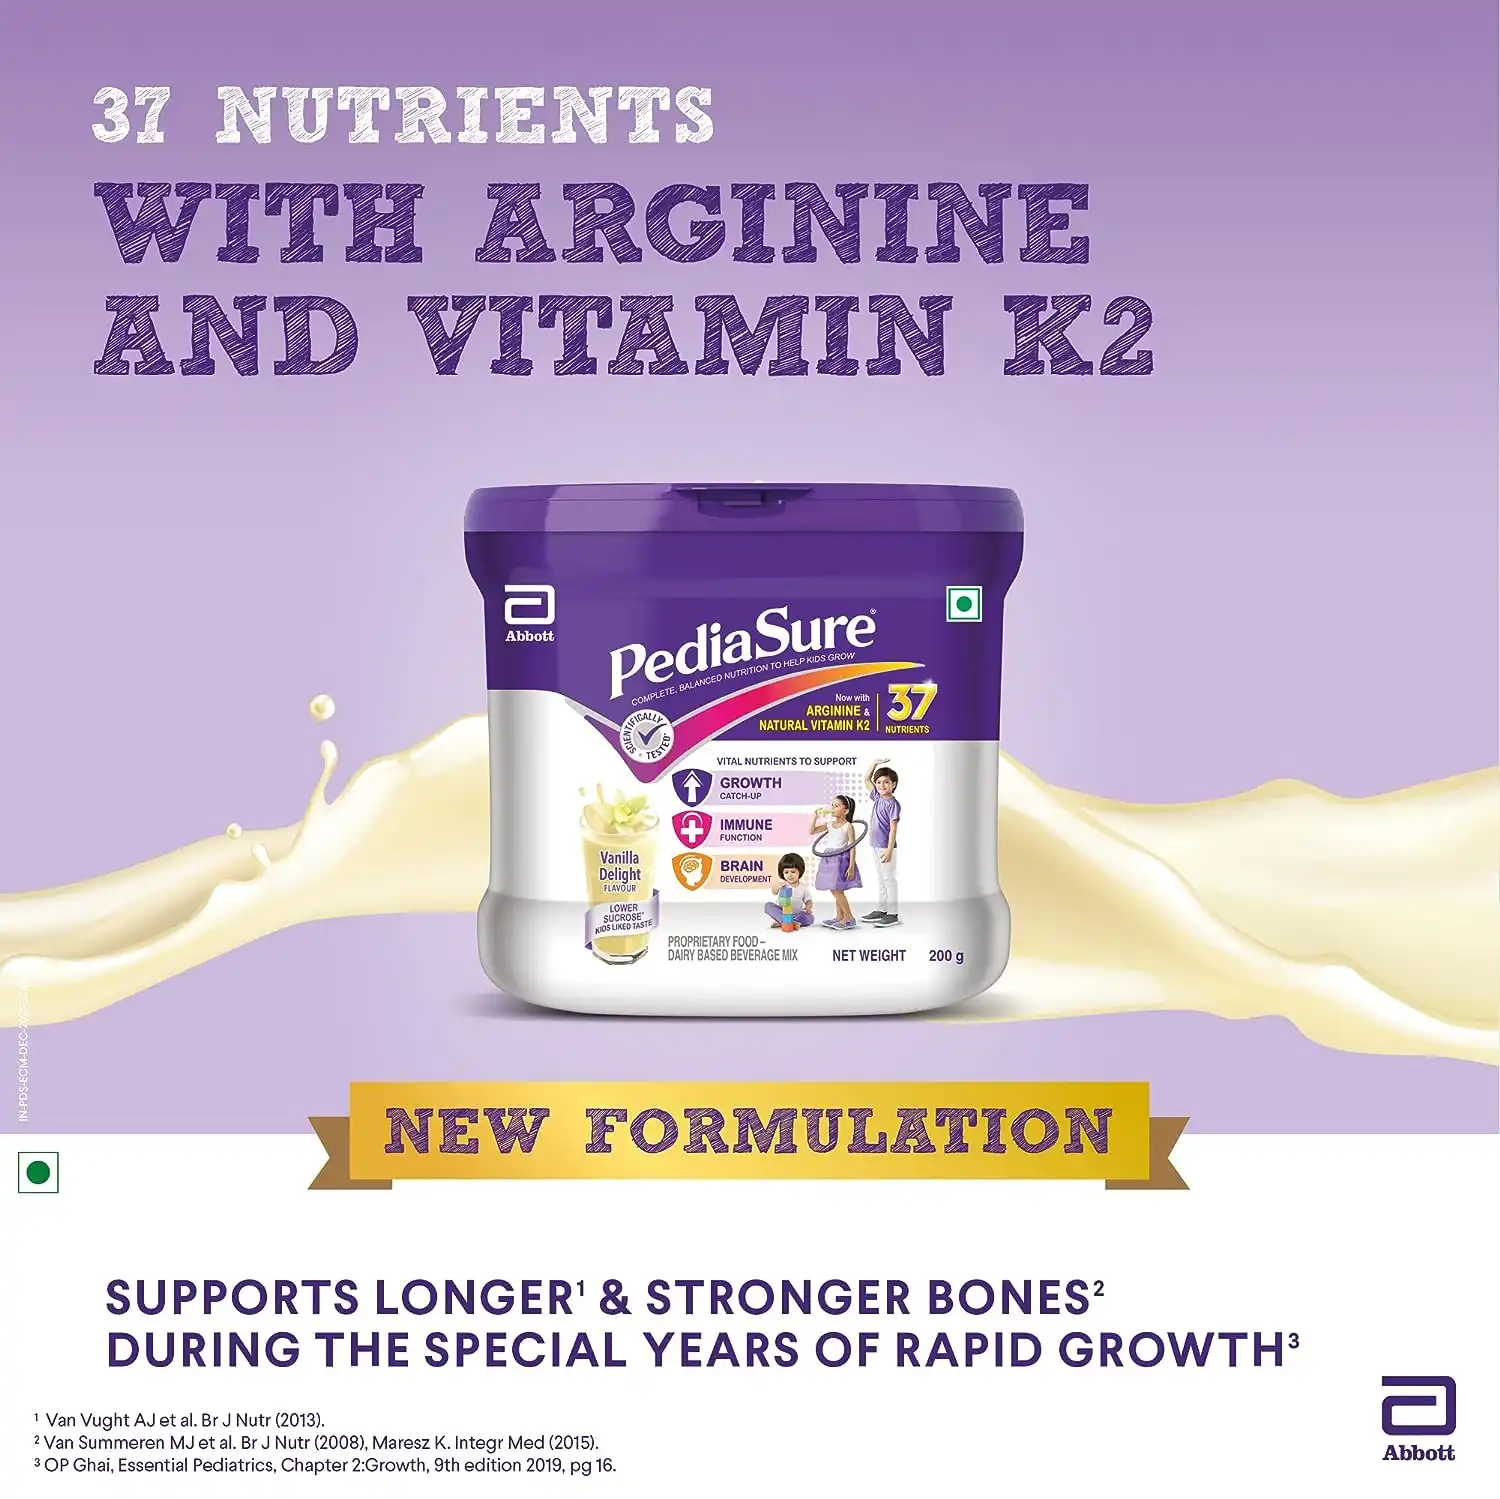 37 NUTRIENTS
WITH ARGININE
AND VITAMIN K2
Abbott
PediaSure®
COMPLETE, BALANCED NUTRITION TO HELP KIDS GROW
Now with
ARGININE &
NATURAL VITAMIN K2
37
NUTRIENTS
SCIENTIFICALLY TESTED
VITAL NUTRIENTS TO SUPPORT
GROWTH
CATCH-UP
IMMUNE
FUNCTION
BRAIN
DEVELOPMENT
Vanilla
Delight
FLAVOUR
LOWER
SUCROSE*
KIDS LIKED TASTE
PROPRIETARY FOOD –
DAIRY BASED BEVERAGE MIX
NET WEIGHT 200 g
NEW FORMULATION
SUPPORTS LONGER¹ & STRONGER BONES²
DURING THE SPECIAL YEARS OF RAPID GROWTH³
¹ Van Vught AJ et al. Br J Nutr (2013).
² Van Summeren MJ et al. Br J Nutr (2008), Maresz K. Integr Med (2015).
³ OP Ghai, Essential Pediatrics, Chapter 2:Growth, 9th edition 2019, pg 16.
Abbott